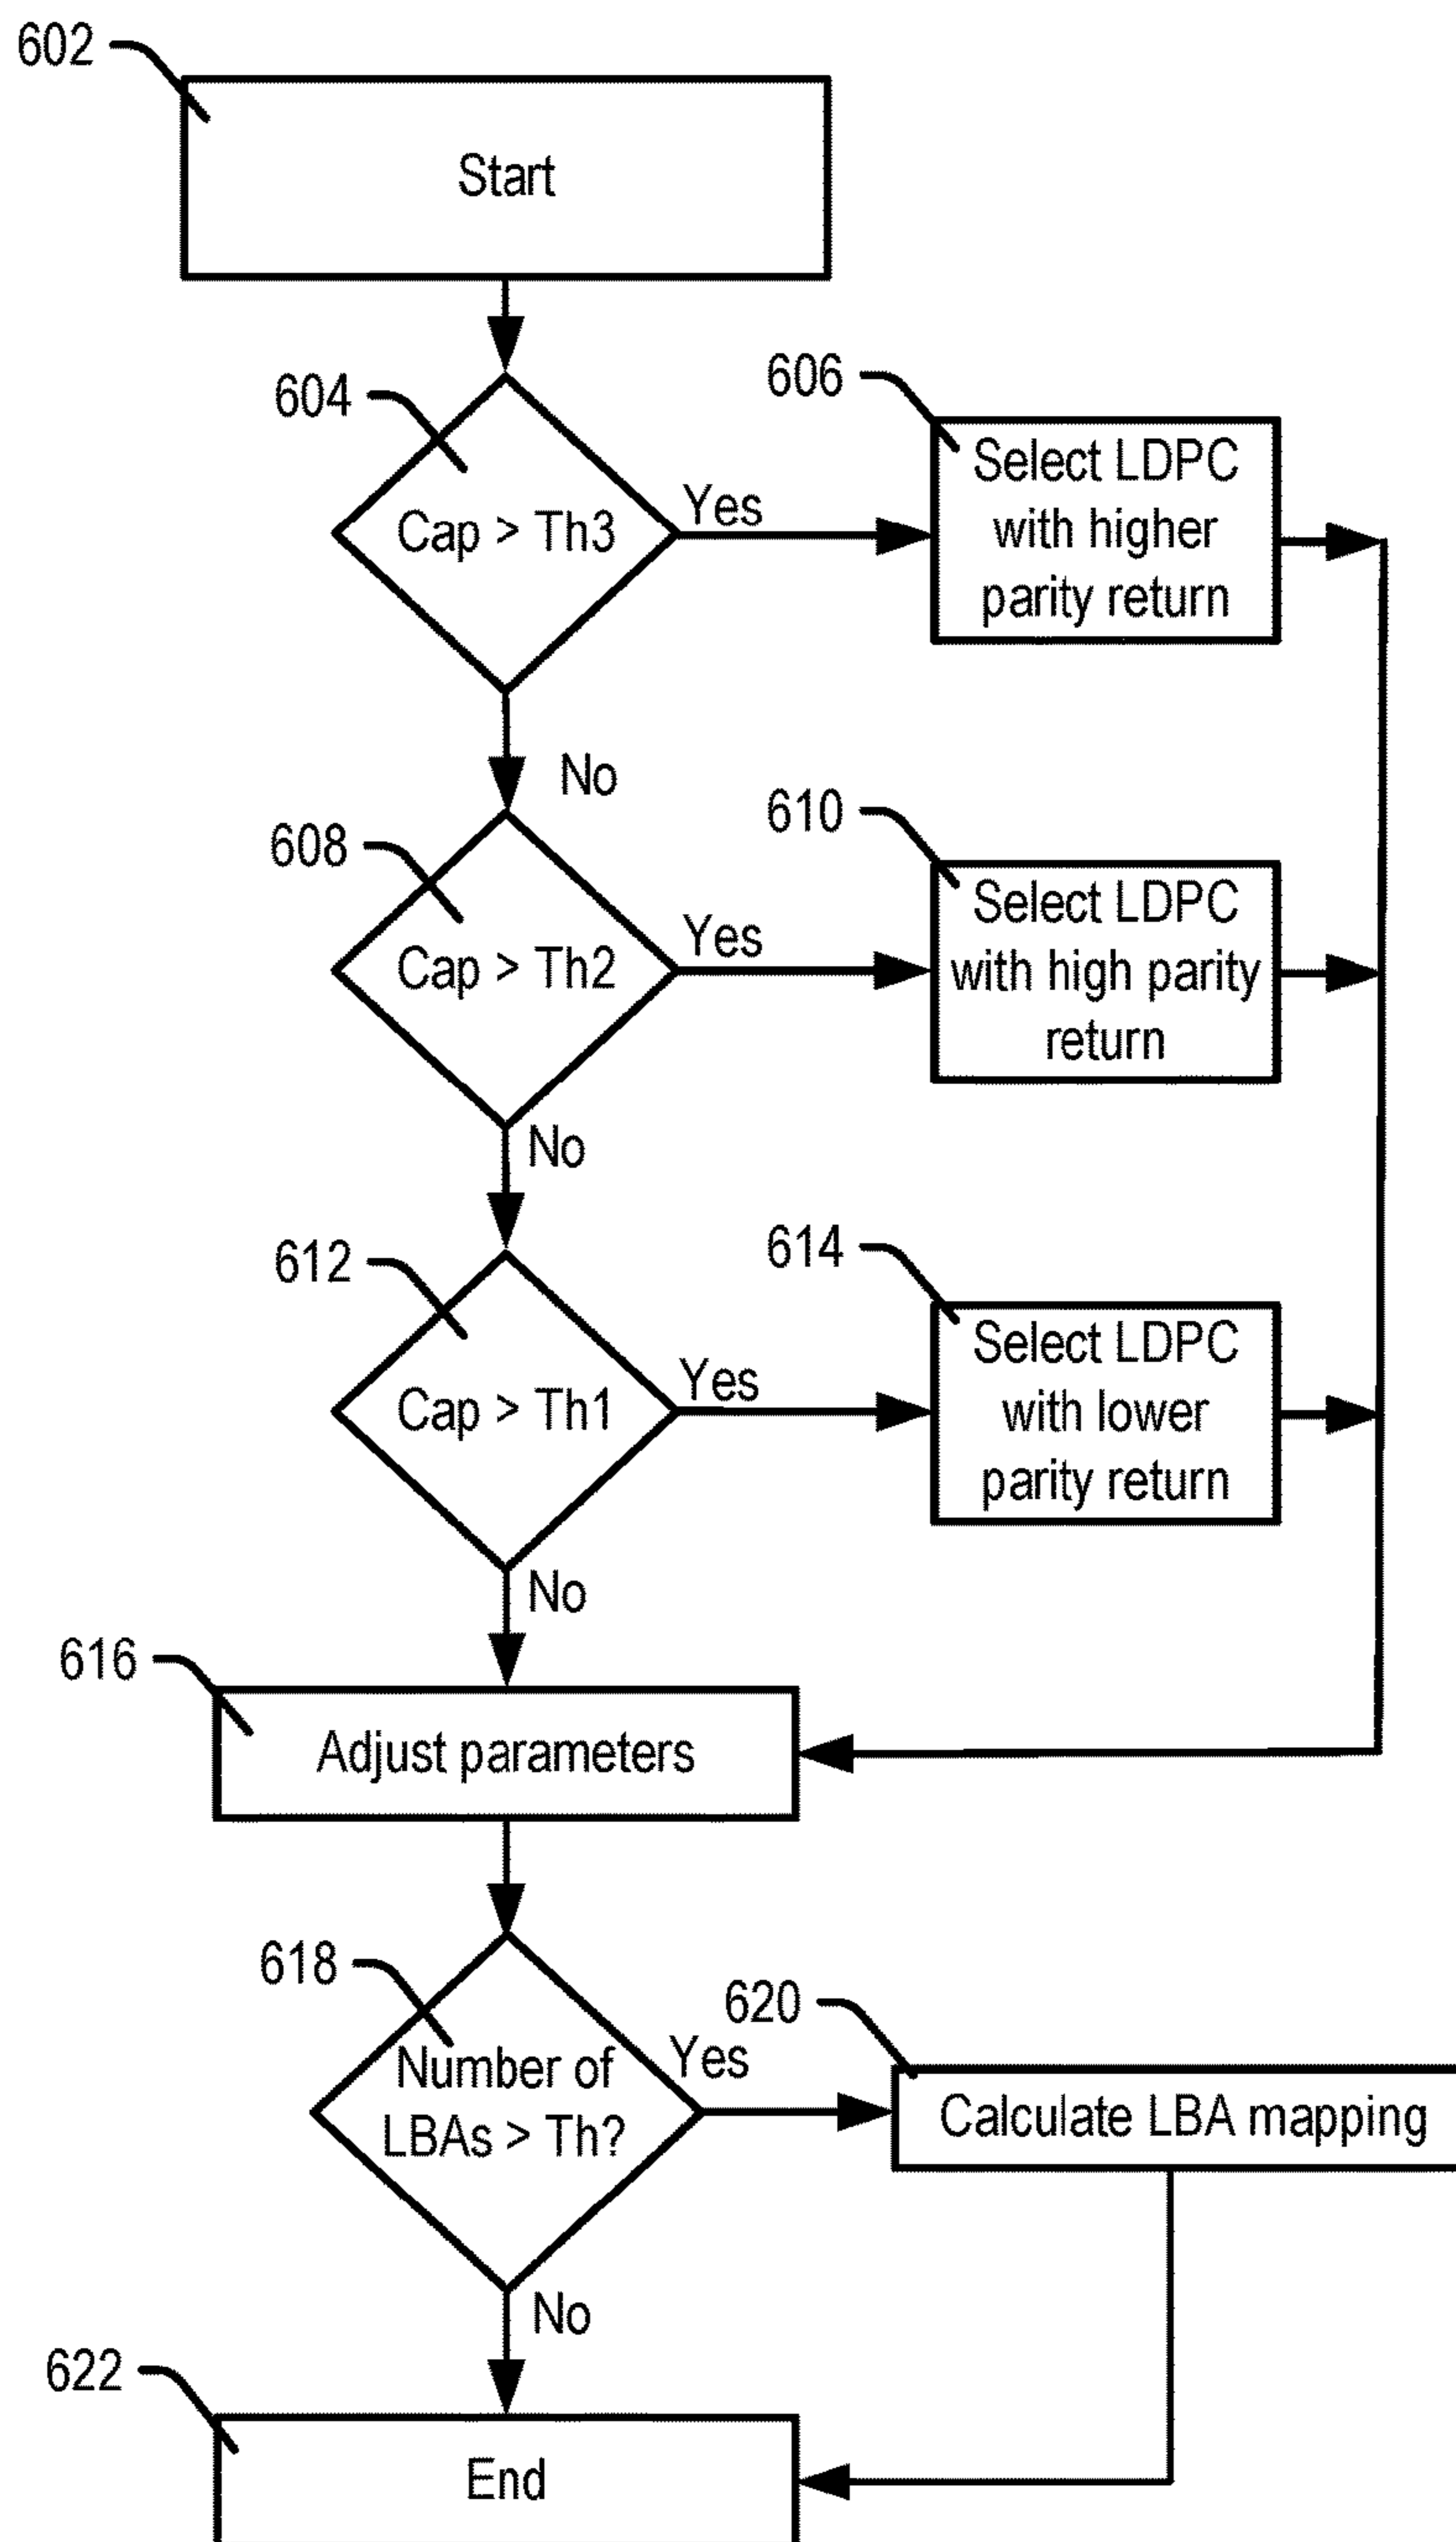 602
Start
604
Cap > Th3
Yes
606
Select LDPC
with higher
parity return
No
608
Cap > Th2
Yes
610
Select LDPC
with high parity
return
No
612
Cap > Th1
Yes
614
Select LDPC
with lower
parity return
No
616
Adjust parameters
618
Number of
LBAs > Th?
Yes
620
Calculate LBA mapping
No
622
End